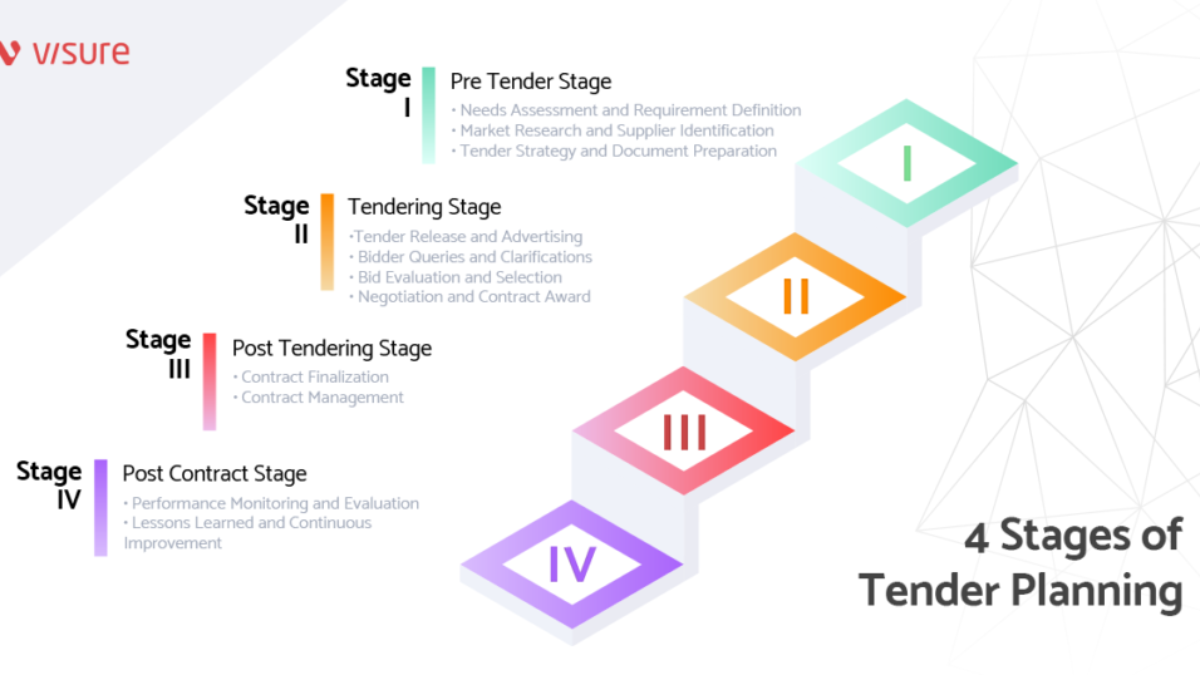 visure
Stage
I
Pre Tender Stage
• Needs Assessment and Requirement Definition
• Market Research and Supplier Identification
• Tender Strategy and Document Preparation
Stage
II
Tendering Stage
•Tender Release and Advertising
• Bidder Queries and Clarifications
• Bid Evaluation and Selection
• Negotiation and Contract Award
Stage
III
Post Tendering Stage
• Contract Finalization
• Contract Management
Stage
IV
Post Contract Stage
• Performance Monitoring and Evaluation
• Lessons Learned and Continuous
Improvement
I
II
III
IV
4 Stages of
Tender Planning